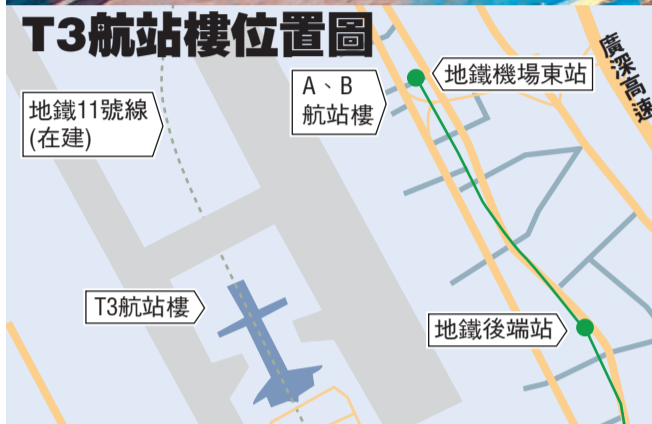 T3航站樓位置圖
地鐵11號線
(在建)
A、B
航站樓
地鐵機場東站
廣深高速
T3航站樓
地鐵後端站